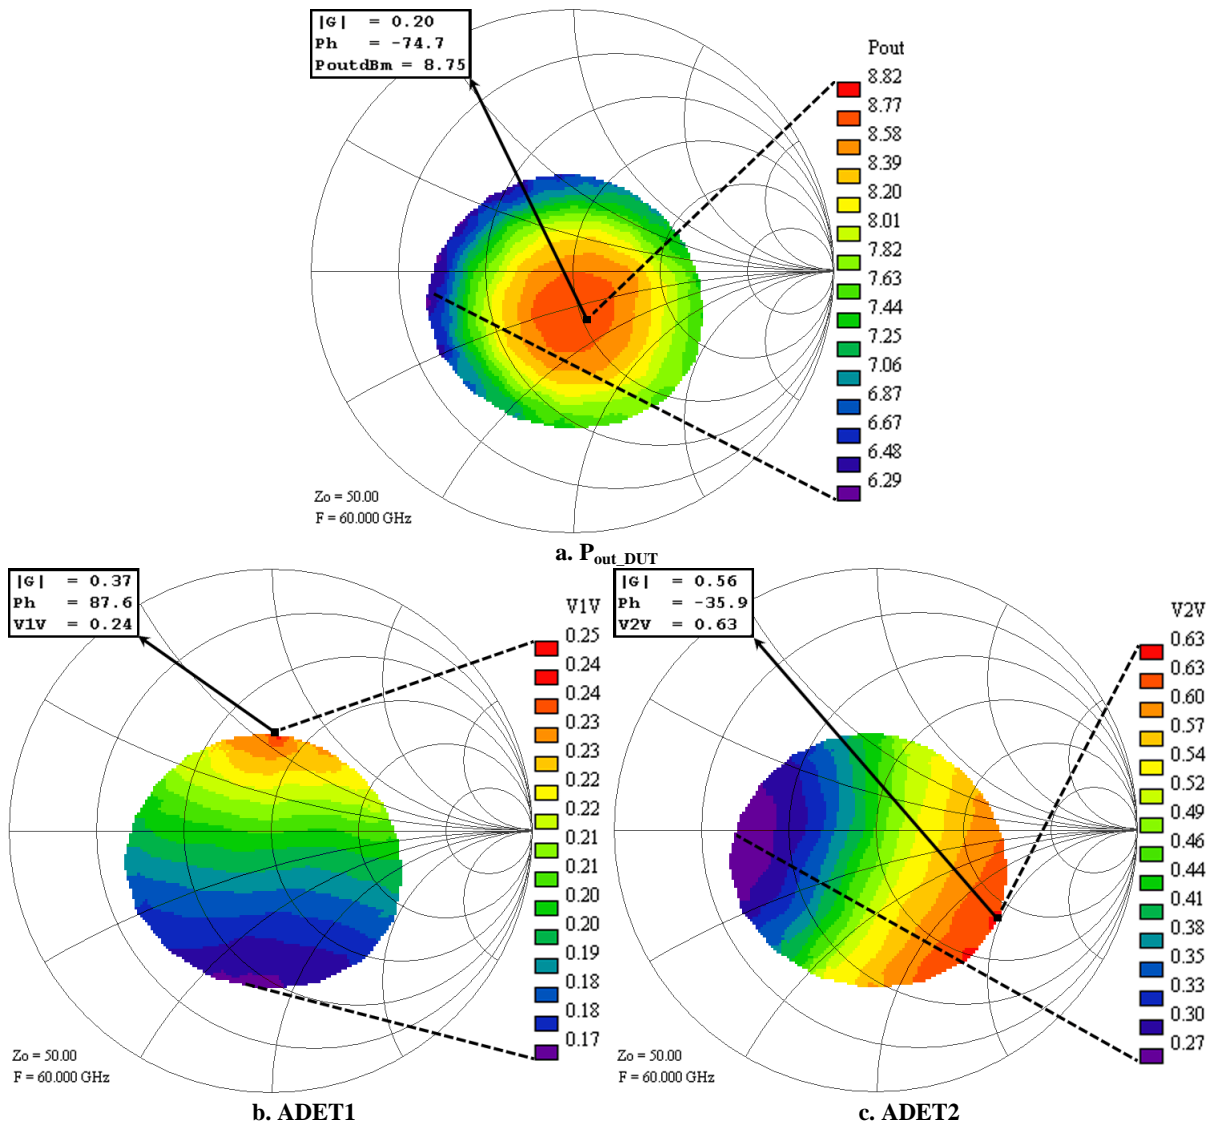 |G| = 0.20
Ph = -74.7
PoutdBm = 8.75
Pout
8.82
8.77
8.58
8.39
8.20
8.01
7.82
7.63
7.44
7.25
7.06
6.87
6.67
6.48
6.29
Zo = 50.00
F = 60.000 GHz
a. Pout_DUT
|G| = 0.37
Ph = 87.6
V1V = 0.24
V1V
0.25
0.24
0.24
0.23
0.23
0.22
0.22
0.21
0.21
0.20
0.20
0.19
0.18
0.18
0.17
Zo = 50.00
F = 60.000 GHz
b. ADET1
|G| = 0.56
Ph = -35.9
V2V = 0.63
V2V
0.63
0.63
0.60
0.57
0.54
0.52
0.49
0.46
0.44
0.41
0.38
0.35
0.33
0.30
0.27
Zo = 50.00
F = 60.000 GHz
c. ADET2